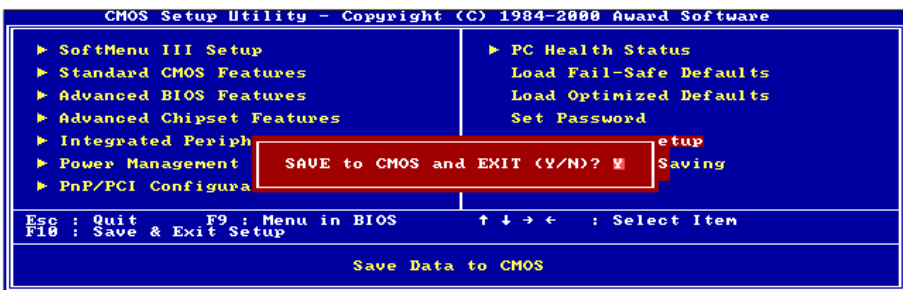 CMOS Setup Utility - Copyright (C) 1984-2000 Award Software
► SoftMenu III Setup
► Standard CMOS Features
► Advanced BIOS Features
► Advanced Chipset Features
► Integrated Periph
► Power Management
► PnP/PCI Configura
► PC Health Status
Load Fail-Safe Defaults
Load Optimized Defaults
Set Password
etup
Saving
SAVE to CMOS and EXIT (Y/N)? Y
Esc : Quit F9 : Menu in BIOS ↑ ↓ → ← : Select Item
F10 : Save & Exit Setup
Save Data to CMOS